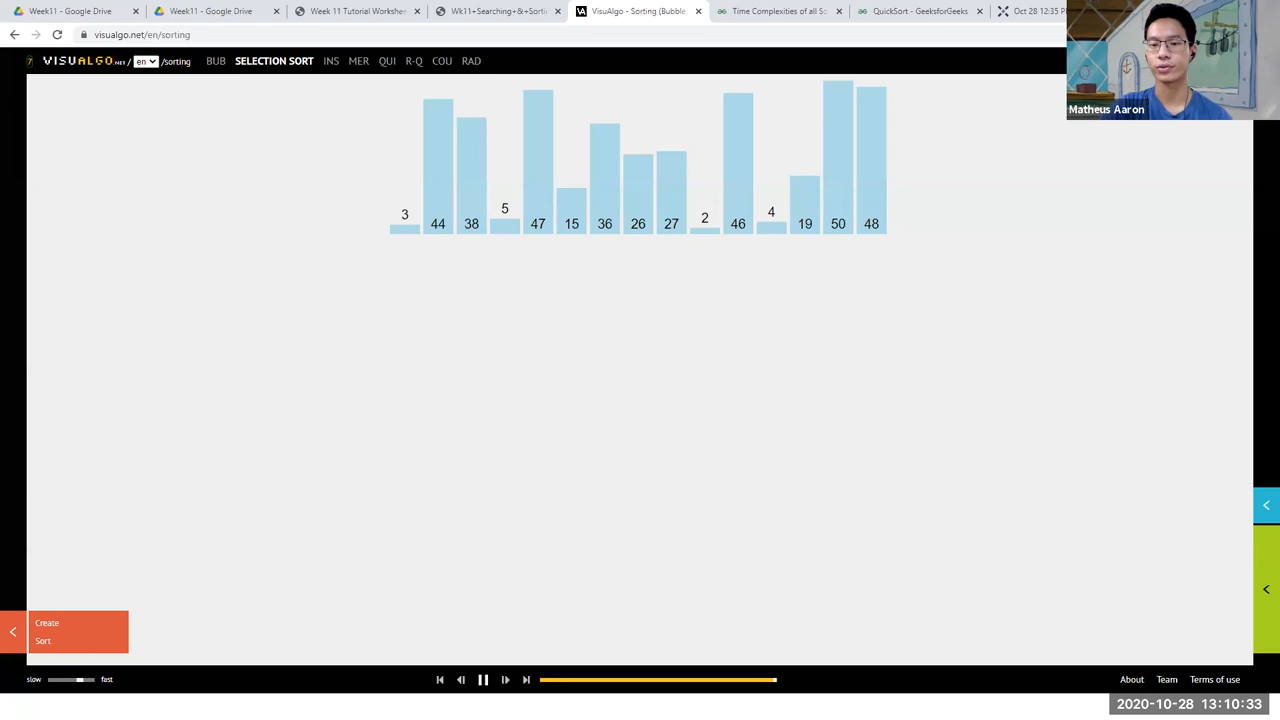 Week11 - Google Drive
Week11 - Google Drive
Week 11 Tutorial Workshee
Wk11+Searching+&+Sorti
VisuAlgo - Sorting (Bubble,
Time Complexities of all So
QuickSort - GeeksforGeeks
Oct 28 12:35 P
visualgo.net/en/sorting
7 VISUALGO.NET / en /sorting BUB SELECTION SORT INS MER QUI R-Q COU RAD
Matheus Aaron
3 44 38 5 47 15 36 26 27 2 46 4 19 50 48
Create
Sort
slow fast
About Team Terms of use
2020-10-28 13:10:33